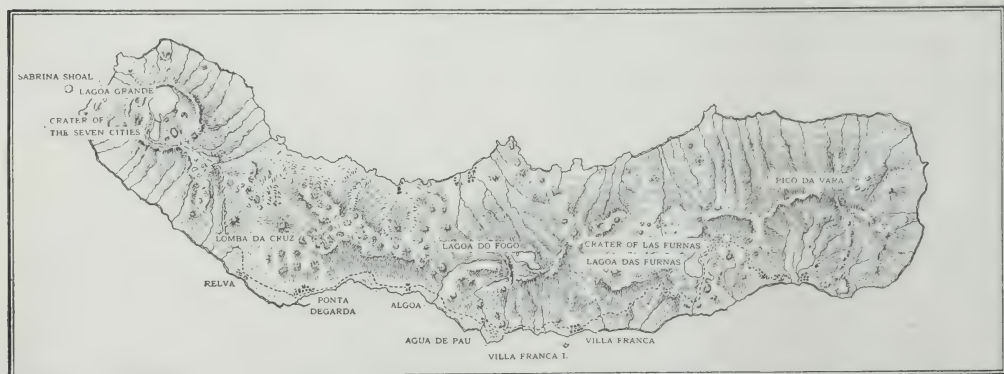 SABRINA SHOAL
LAGOA GRANDE
CRATER OF
THE SEVEN CITIES
PICO DA VARA
LOMBA DA CRUZ
LAGOA DO FOGO
CRATER OF LAS FURNAS
LAGOA DAS FURNAS
RELVA
PONTA
DEGARDA
ALGOA
AGUA DE PAU
VILLA FRANCA
VILLA FRANCA I.